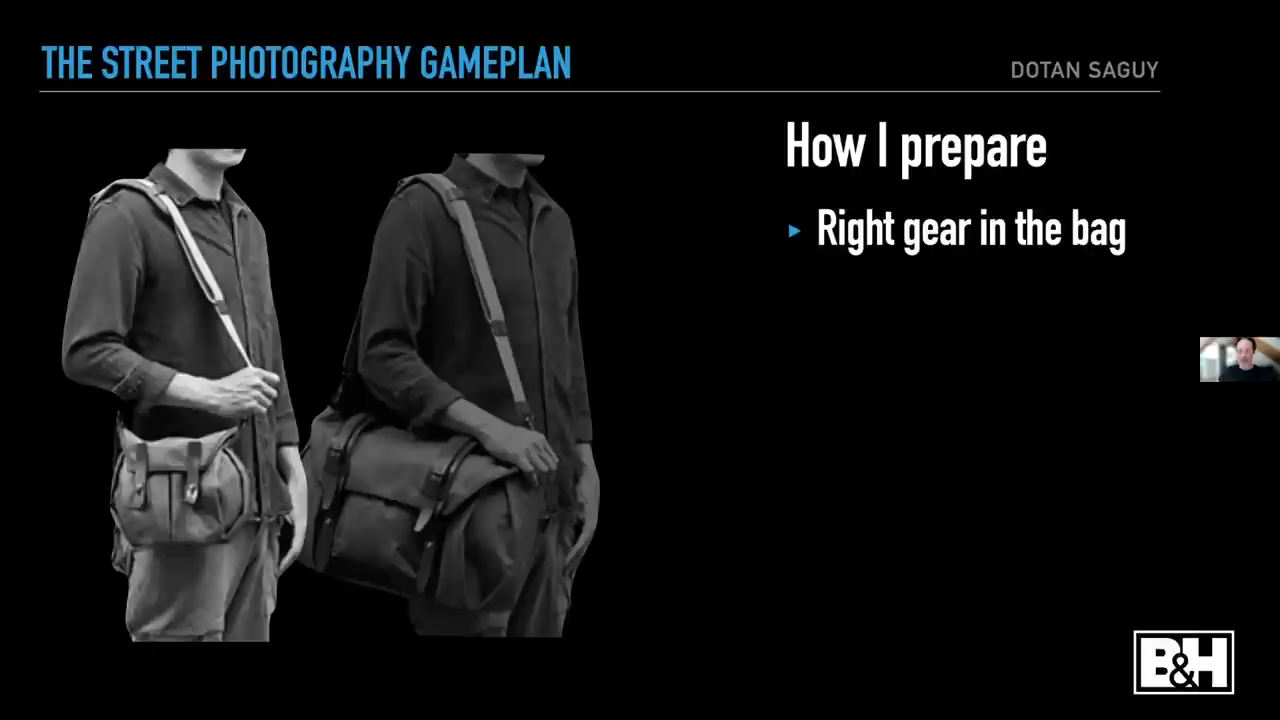 THE STREET PHOTOGRAPHY GAMEPLAN
DOTAN SAGUY
How I prepare
▸ Right gear in the bag
B&H